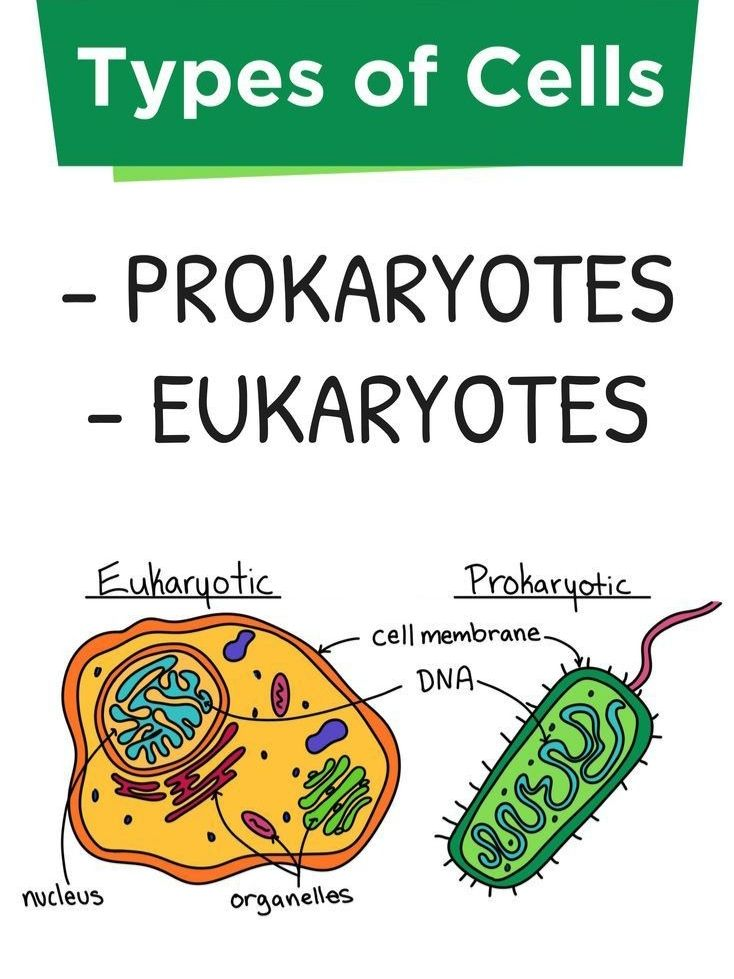 Types of Cells
- PROKARYOTES
- EUKARYOTES
Eukaryotic
Prokaryotic
cell membrane
DNA
nucleus
organelles